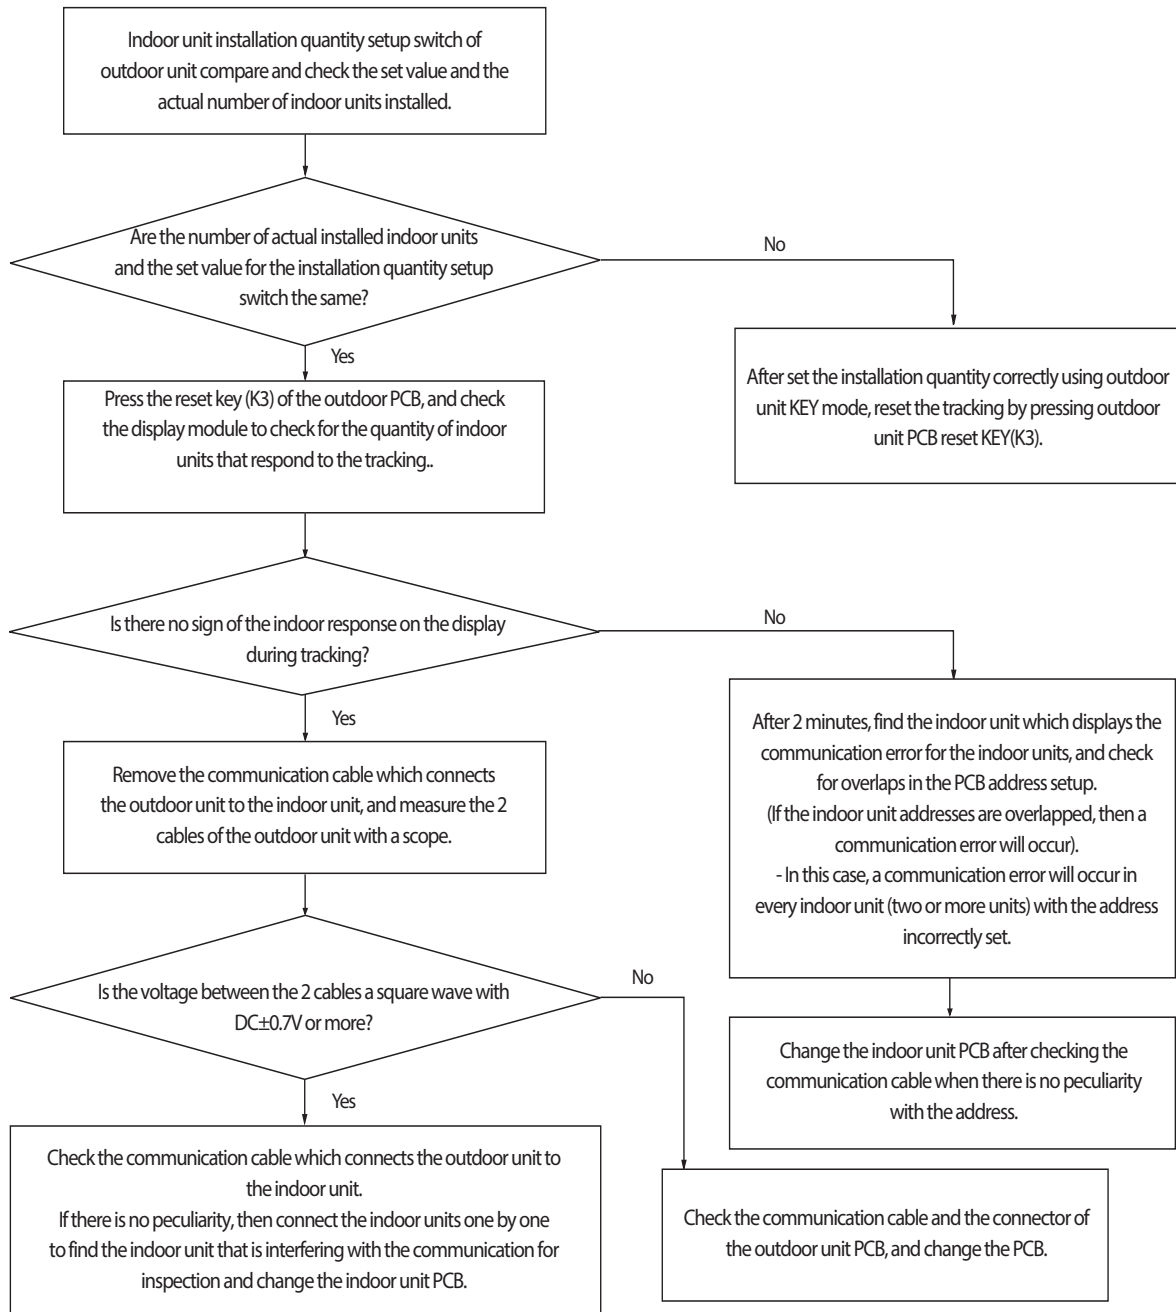 Indoor unit installation quantity setup switch of
outdoor unit compare and check the set value and the
actual number of indoor units installed.
Are the number of actual installed indoor units
and the set value for the installation quantity setup
switch the same?
No
Yes
After set the installation quantity correctly using outdoor
unit KEY mode, reset the tracking by pressing outdoor
unit PCB reset KEY(K3).
Press the reset key (K3) of the outdoor PCB, and check
the display module to check for the quantity of indoor
units that respond to the tracking..
Is there no sign of the indoor response on the display
during tracking?
No
Yes
After 2 minutes, find the indoor unit which displays the
communication error for the indoor units, and check
for overlaps in the PCB address setup.
(If the indoor unit addresses are overlapped, then a
communication error will occur).
- In this case, a communication error will occur in
every indoor unit (two or more units) with the address
incorrectly set.
Remove the communication cable which connects
the outdoor unit to the indoor unit, and measure the 2
cables of the outdoor unit with a scope.
Is the voltage between the 2 cables a square wave with
DC±0.7V or more?
No
Yes
Change the indoor unit PCB after checking the
communication cable when there is no peculiarity
with the address.
Check the communication cable which connects the outdoor unit to
the indoor unit.
If there is no peculiarity, then connect the indoor units one by one
to find the indoor unit that is interfering with the communication for
inspection and change the indoor unit PCB.
Check the communication cable and the connector of
the outdoor unit PCB, and change the PCB.